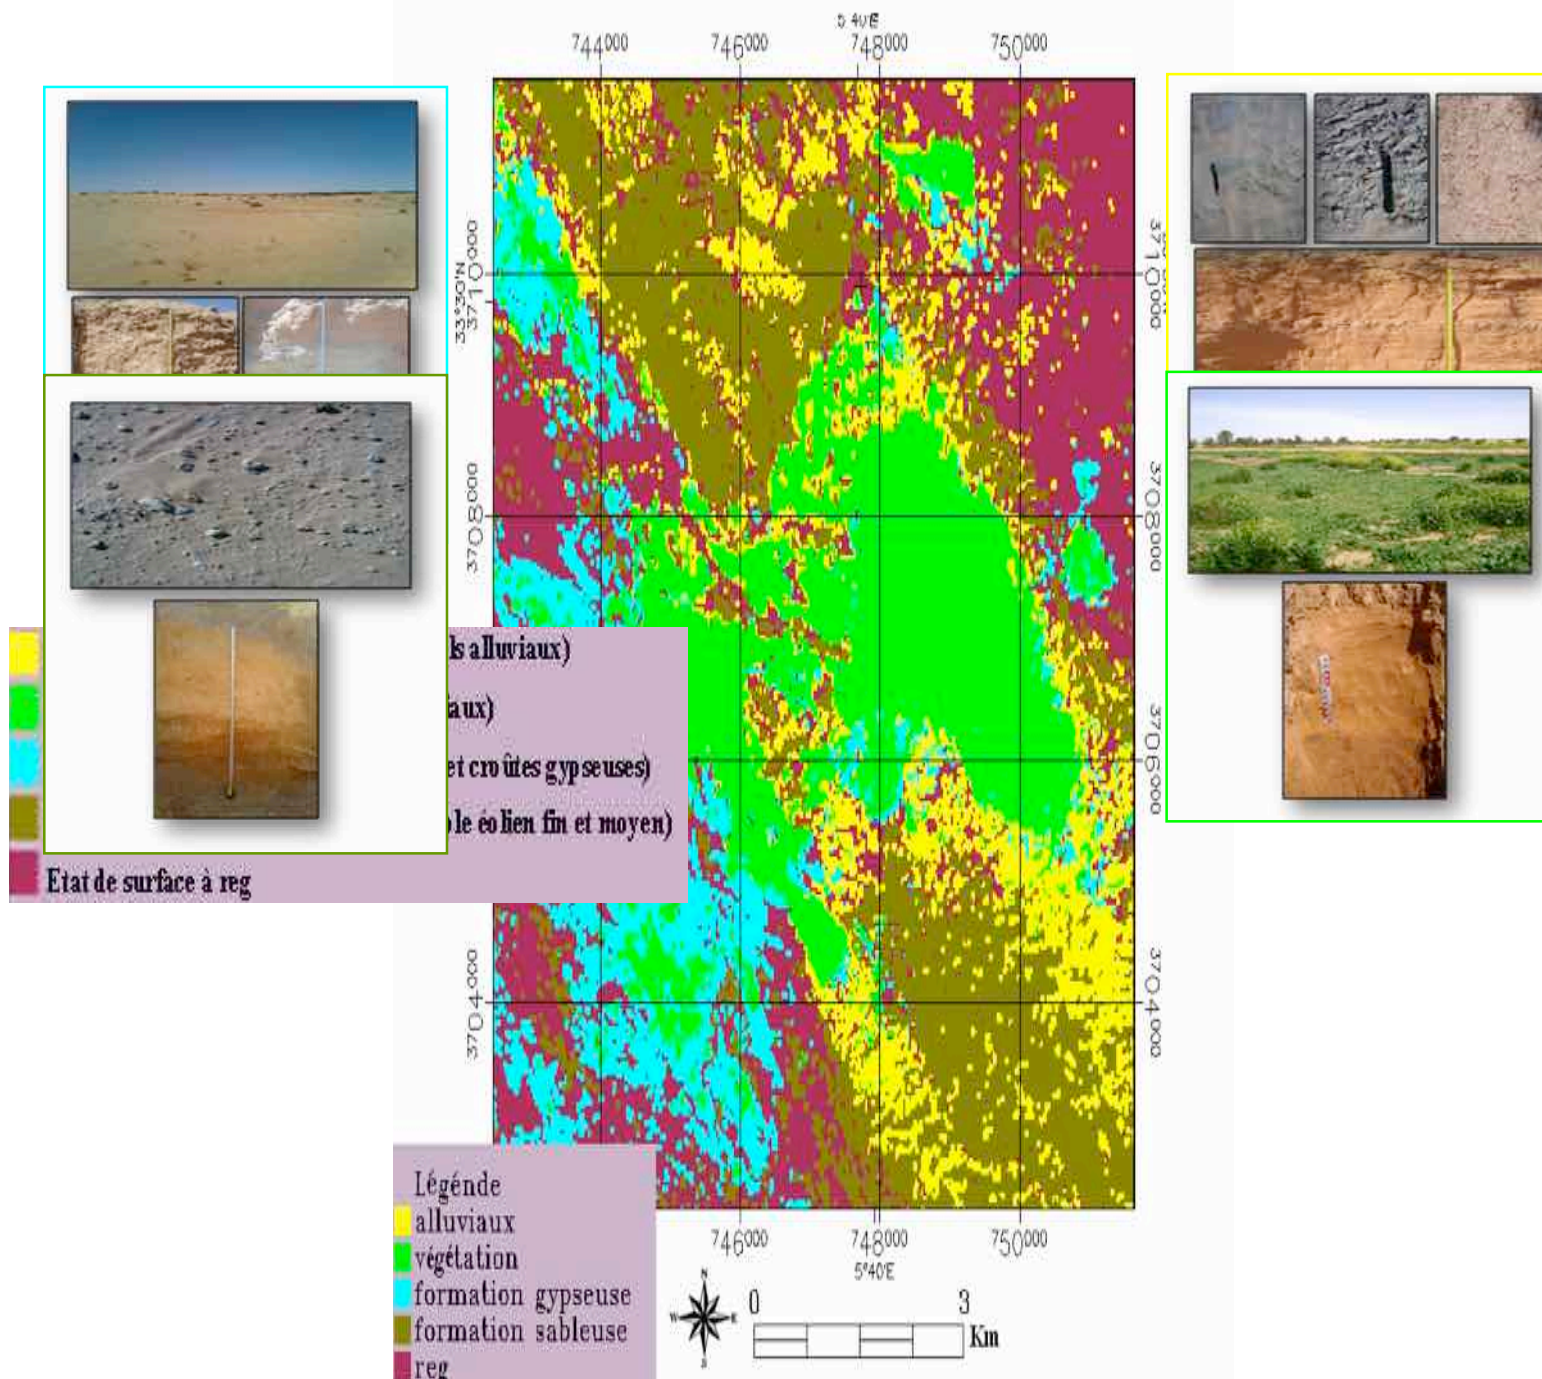 5 40'E
744000 746000 748000 750000
3710000
33°30'N
3710000
3708000
3708000
3706000
3704000
3704000
ls alluviaux)
aux)
et croûtes gypseuses)
le éolien fin et moyen)
Etat de surface à reg
746000 748000 750000
5°40'E
Légénde
alluviaux
végétation
formation gypseuse
formation sableuse
reg
N
W E
S
0 3
Km